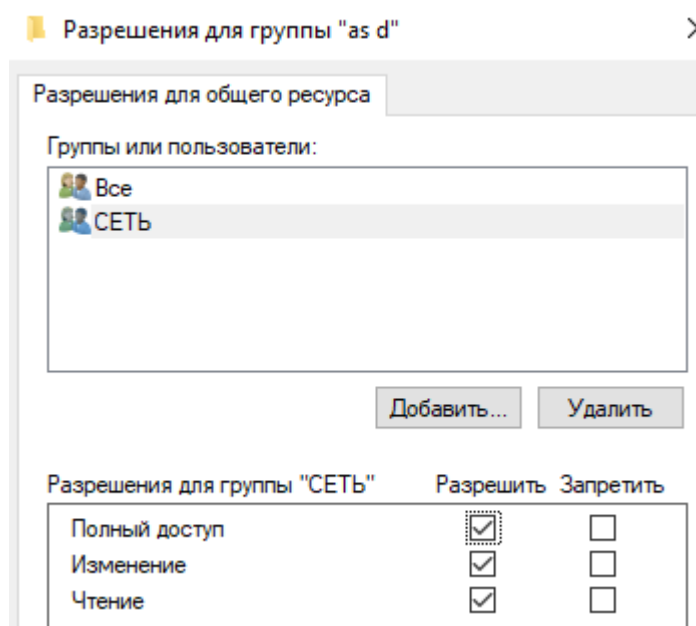 Разрешения для группы "as d"
Разрешения для общего ресурса
Группы или пользователи:
Все
СЕТЬ
Добавить... Удалить
Разрешения для группы "СЕТЬ" Разрешить Запретить
Полный доступ
Изменение
Чтение